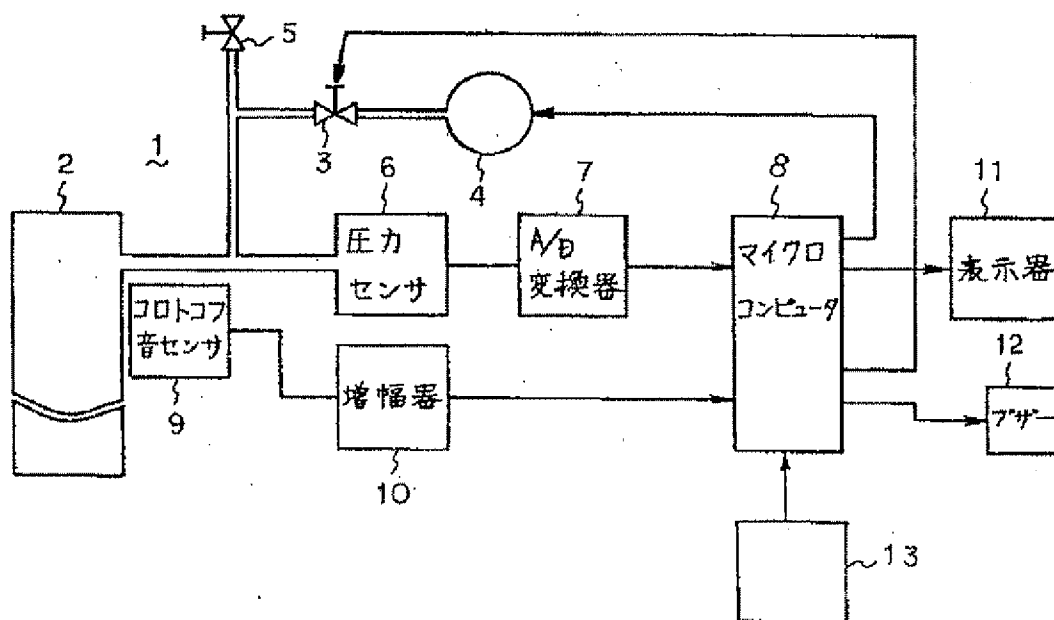 5
1
3
4
2
6
7
8
11
圧力
センサ
A/D
変換器
マイクロ
コンピュータ
表示器
コロトコフ
音センサ
9
増幅器
10
12
ブザー
13